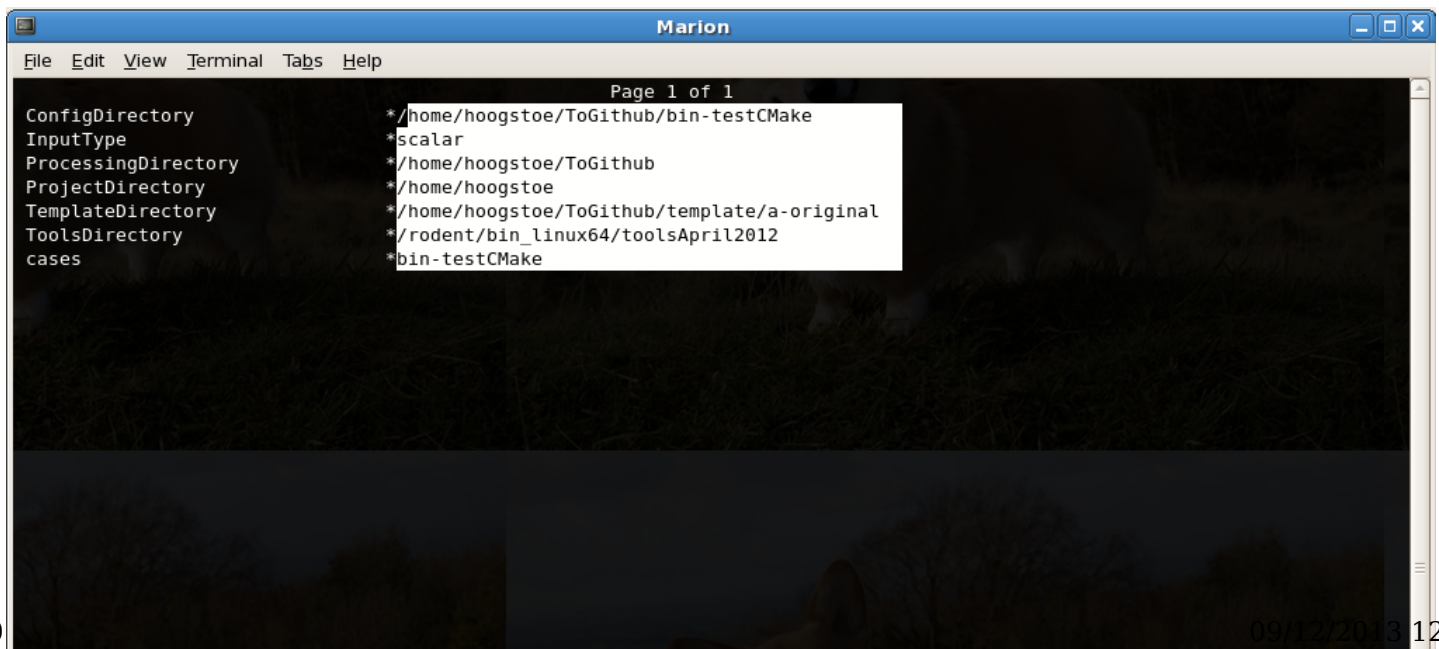 Marion
File Edit View Terminal Tabs Help
Page 1 of 1
ConfigDirectory */home/hoogstoe/ToGithub/bin-testCMake
InputType *scalar
ProcessingDirectory */home/hoogstoe/ToGithub
ProjectDirectory */home/hoogstoe
TemplateDirectory */home/hoogstoe/ToGithub/template/a-original
ToolsDirectory */rodent/bin_linux64/toolsApril2012
cases *bin-testCMake
09/12/2013 12